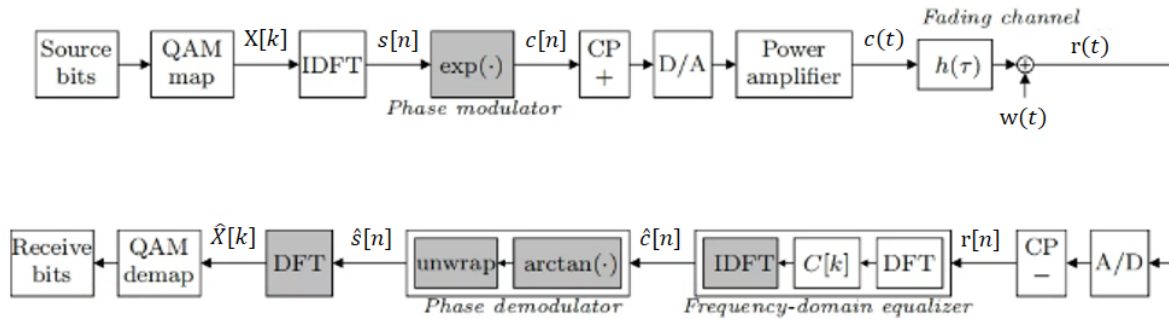 Fading channel
Source bits
QAM map
X[k]
IDFT
s[n]
exp(·)
c[n]
CP +
D/A
Power amplifier
c(t)
h(τ)
r(t)
Phase modulator
w(t)
Receive bits
QAM demap
X̂[k]
DFT
ŝ[n]
unwrap
arctan(·)
ĉ[n]
IDFT
C[k]
DFT
r[n]
CP −
A/D
Phase demodulator
Frequency-domain equalizer